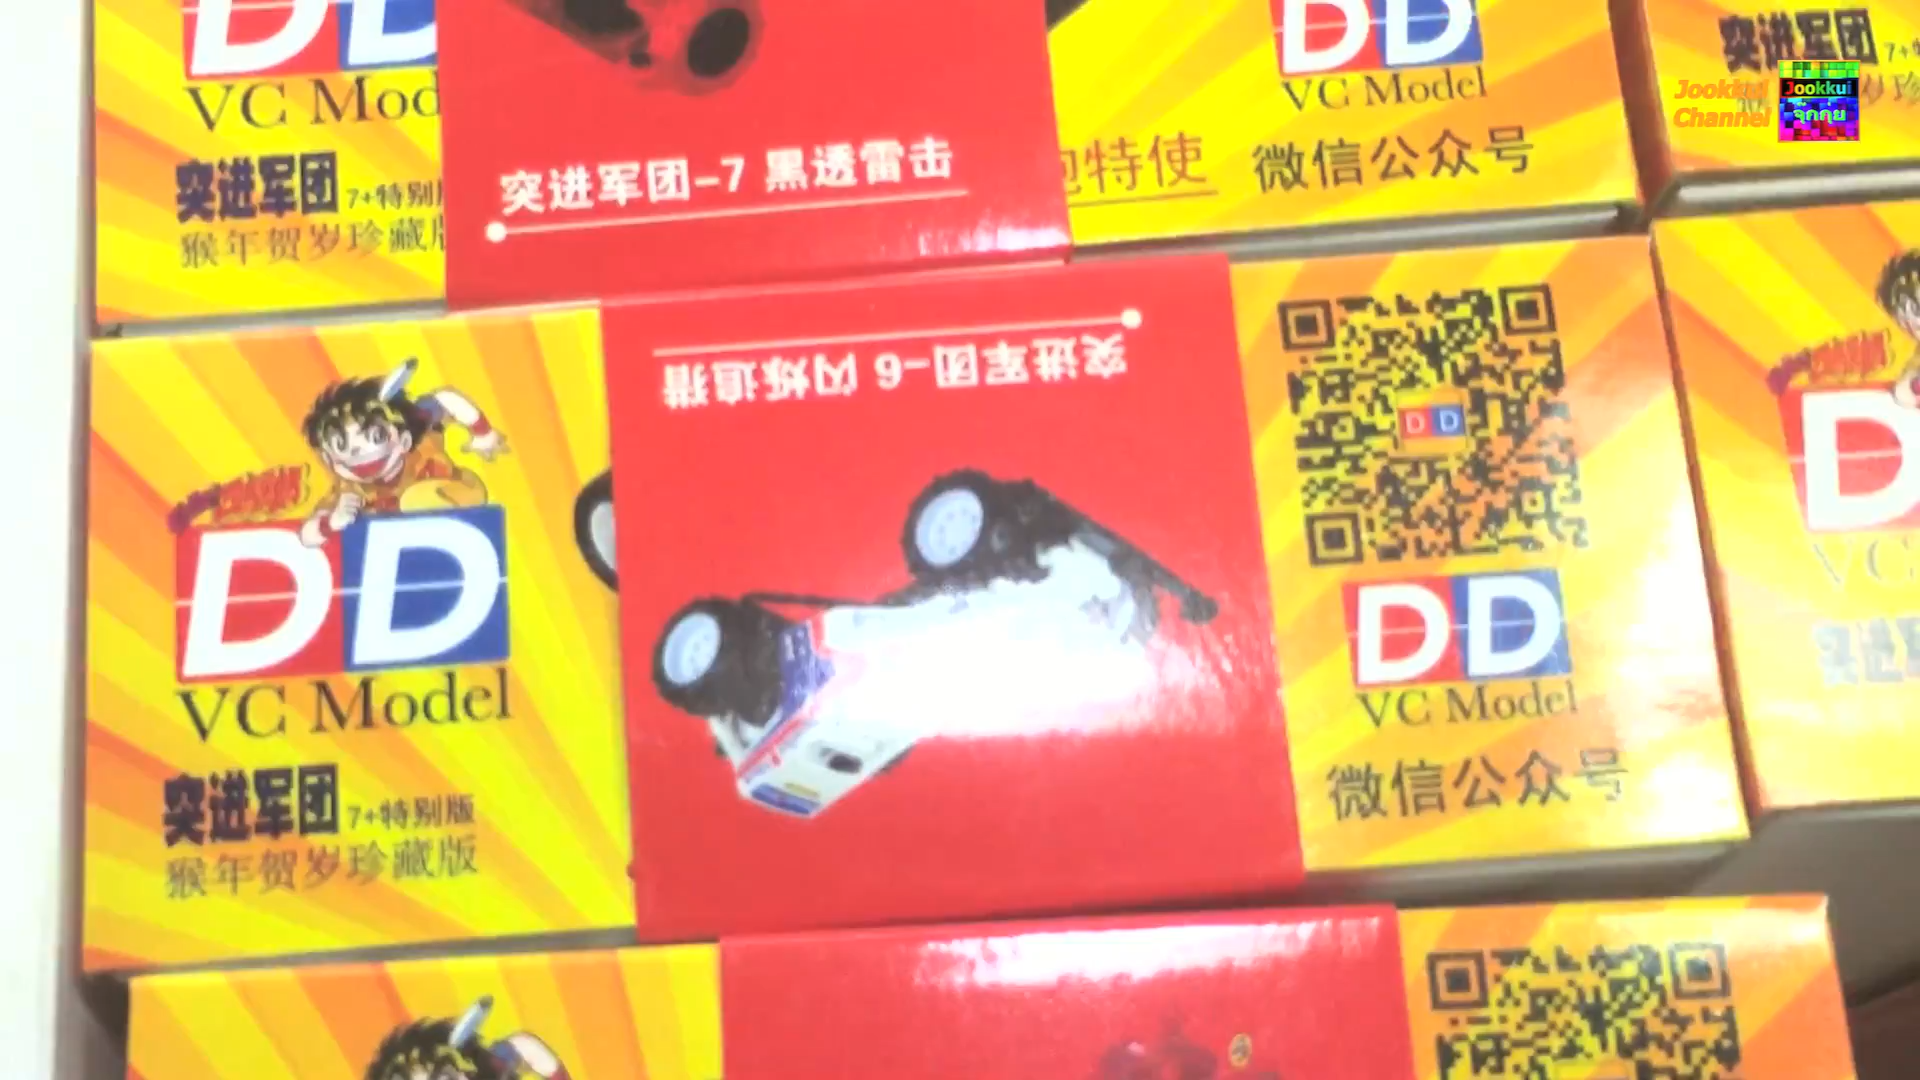 DD
VC Mod
突进军团 7+特别
猴年贺岁珍藏
突进军团-7 黑透雷击
DD
VC Model
特使
微信公众号
突进军团 7+
Jookkui
Channel
Jookkui
จุ๊กกุ่ย
DD
VC Model
突进军团 7+特别版
猴年贺岁珍藏版
突进军团-6 闪烁追猎
DD
DD
VC Model
微信公众号
D
VC
突进